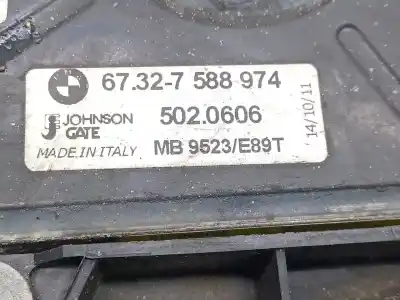 67.32-7 588 974
JOHNSON
GATE
502.0606
MADE IN ITALY
MB 9523/E89T
14/10/11